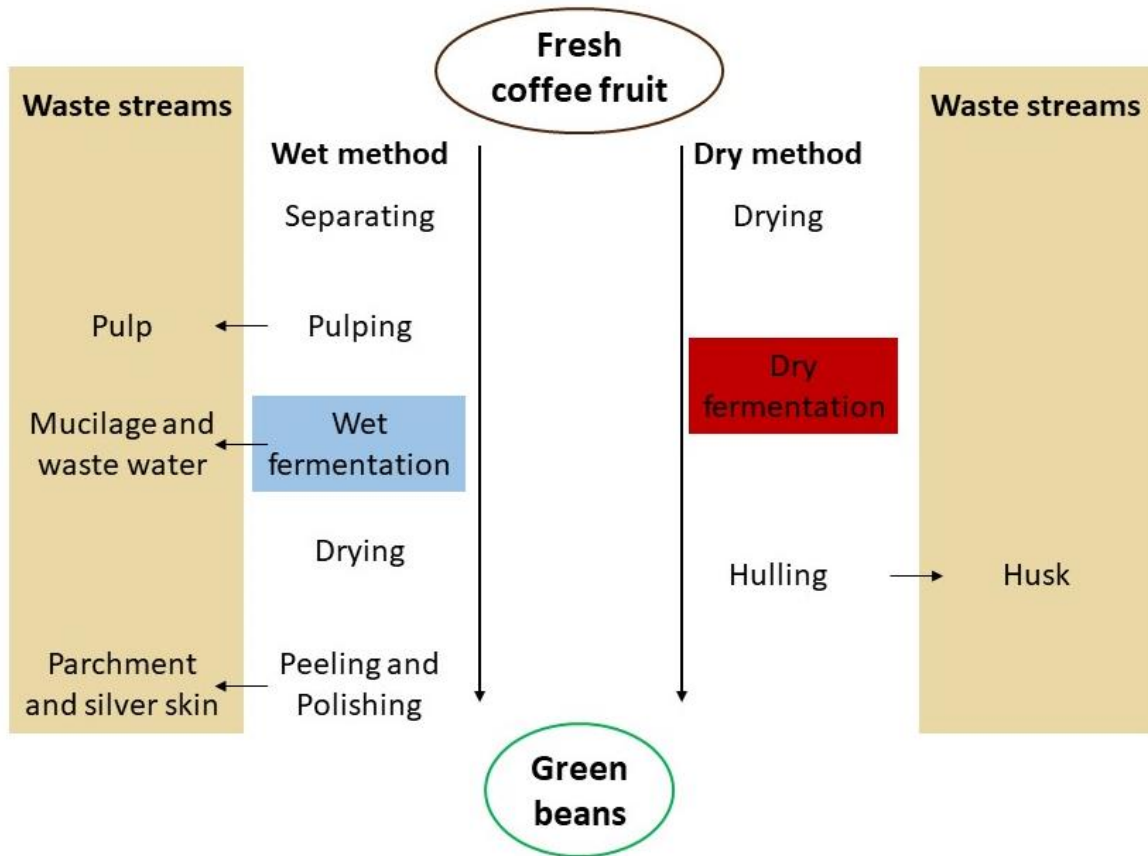 Fresh
coffee fruit
Waste streams
Waste streams
Wet method
Dry method
Separating
Drying
Pulp
Pulping
Dry
fermentation
Mucilage and
waste water
Wet
fermentation
Drying
Hulling
Husk
Parchment
and silver skin
Peeling and
Polishing
Green
beans